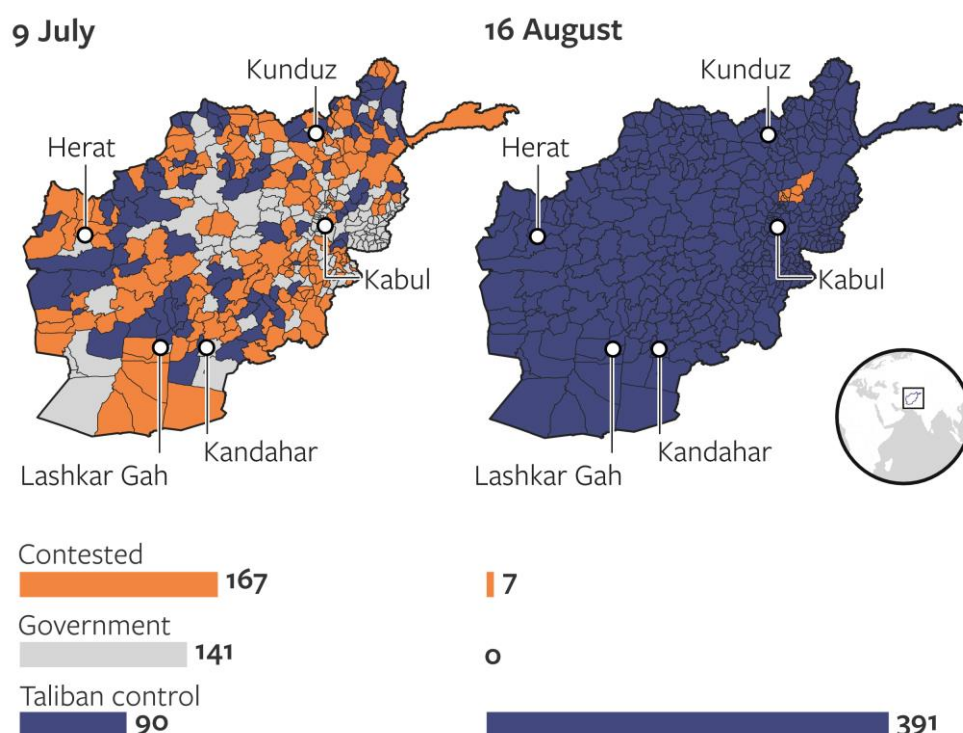 9 July
Kunduz
Herat
Kabul
Kandahar
Lashkar Gah
16 August
Kunduz
Herat
Kabul
Kandahar
Lashkar Gah
Contested
167
7
Government
141
0
Taliban control
90
391